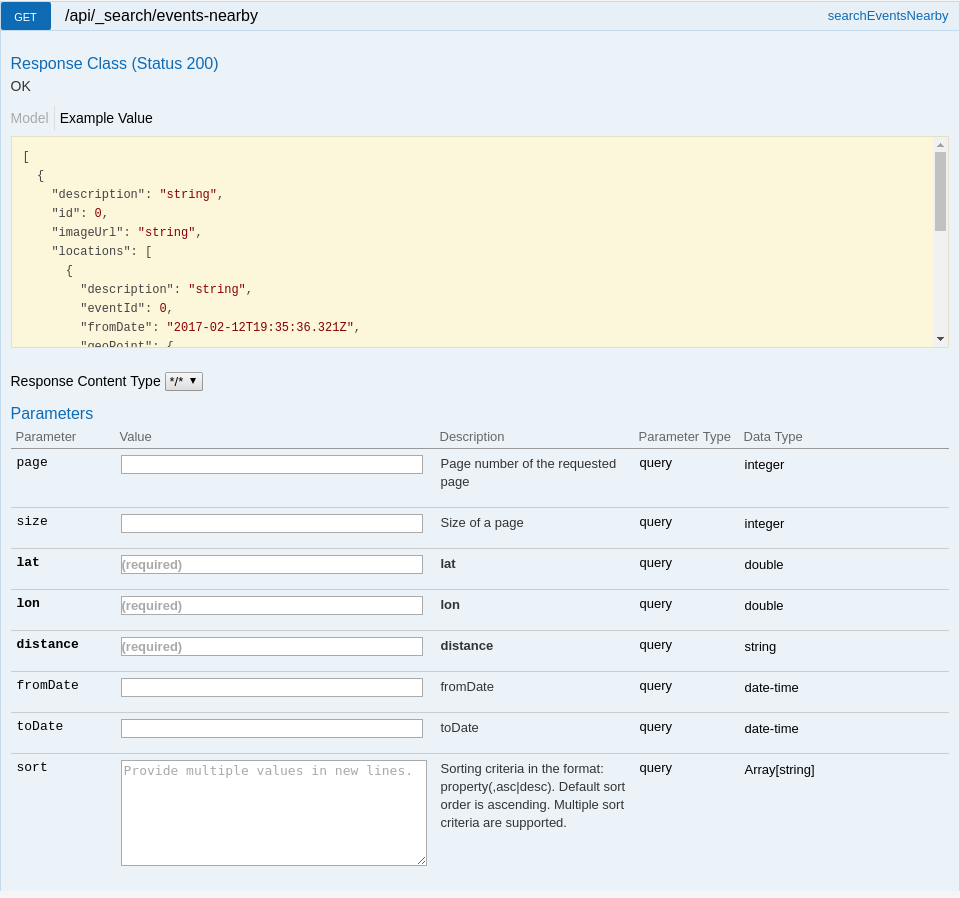 GET /api/_search/events-nearby searchEventsNearby
Response Class (Status 200)
OK
Model Example Value
[
  {
    "description": "string",
    "id": 0,
    "imageUrl": "string",
    "locations": [
      {
        "description": "string",
        "eventId": 0,
        "fromDate": "2017-02-12T19:35:36.321Z",
        "geoPoint": {
Response Content Type */*
Parameters
Parameter Value Description Parameter Type Data Type
page Page number of the requested query integer
page
size Size of a page query integer
lat (required) lat query double
lon (required) lon query double
distance (required) distance query string
fromDate fromDate query date-time
toDate toDate query date-time
sort Provide multiple values in new lines. Sorting criteria in the format: query Array[string]
property(,asc|desc). Default sort
order is ascending. Multiple sort
criteria are supported.